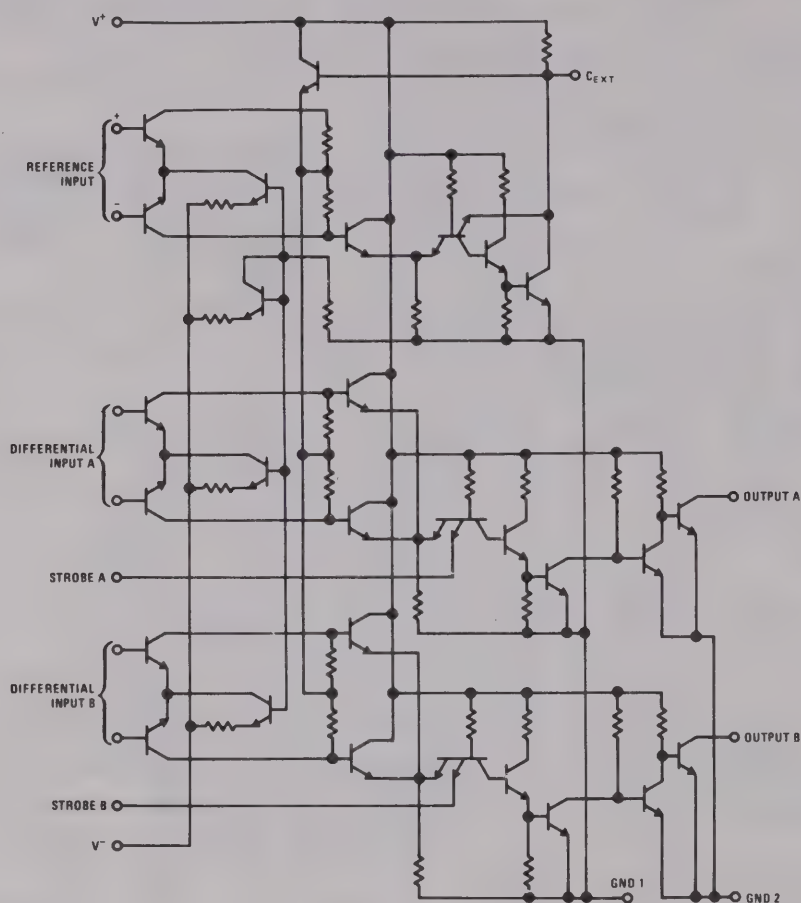 V+
CEXT
+
REFERENCE
INPUT
−
DIFFERENTIAL
INPUT A
OUTPUT A
STROBE A
DIFFERENTIAL
INPUT B
OUTPUT B
STROBE B
V−
GND 1
GND 2